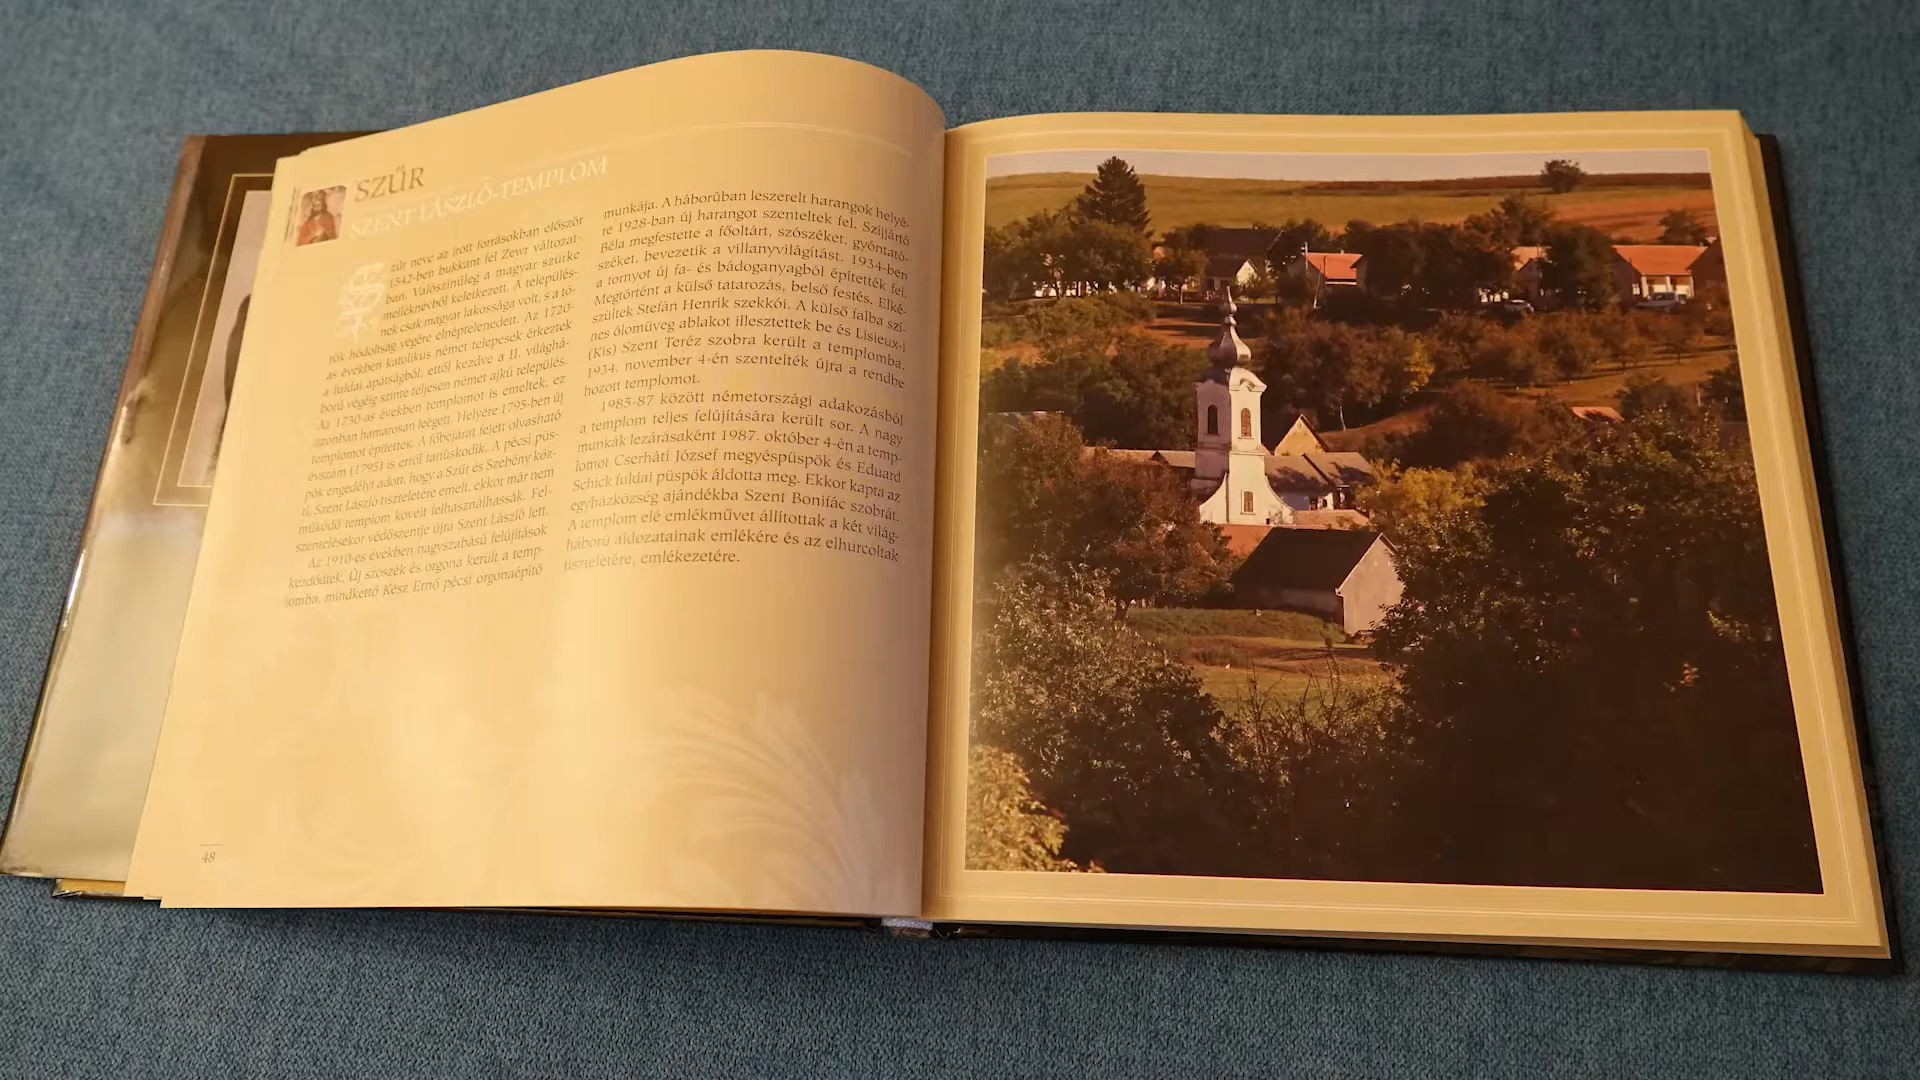 SZŰR
SZENT LÁSZLÓ-TEMPLOM
Szűr neve az írott forrásokban először
1542-ben bukkant fel Zewr változat-
ban. Valószínűleg a magyar szürke
melléknévből keletkezett. A település-
nek csak magyar lakossága volt, s a tö-
rök hódoltság végére elnéptelenedett. Az 1720-
as években katolikus német telepesek érkeztek
a fuldai apátságból, ettől kezdve a II. világhá-
ború végéig szinte teljesen német ajkú település.
Az 1730-as években templomot is emeltek, ez
azonban hamarosan leégett. Helyére 1795-ben új
templomot építettek. A főbejárat felett olvasható
évszám (1795) is erről tanúskodik. A pécsi püs-
pök engedélyt adott, hogy a Szűr és Szebény köz-
ti, Szent László tiszteletére emelt, ekkor már nem
működő templom köveit felhasználhassák. Fel-
szentelésekor védőszentje újra Szent László lett.
Az 1910-es években nagyszabású felújítások
kezdődtek. Új szószék és orgona került a temp-
lomba, mindkettő Kész Ernő pécsi orgonaépítő
munkája. A háborúban leszerelt harangok helyé-
re 1928-ban új harangot szenteltek fel. Szíjjártó
Béla megfestette a főoltárt, szószéket, gyóntató-
széket, bevezetik a villanyvilágítást. 1934-ben
a tornyot új fa- és bádoganyagból építették fel.
Megtörtént a külső tatarozás, belső festés. Elké-
szültek Stefán Henrik szekkói. A külső falba szí-
nes ólomüveg ablakot illesztettek be és Lisieux-i
(Kis) Szent Teréz szobra került a templomba.
1934. november 4-én szentelték újra a rendbe
hozott templomot.
1985-87 között németországi adakozásból
a templom teljes felújítására került sor. A nagy
munkák lezárásaként 1987. október 4-én a temp-
lomot Cserháti József megyéspüspök és Eduard
Schick fuldai püspök áldotta meg. Ekkor kapta az
egyházközség ajándékba Szent Bonifác szobrát.
A templom elé emlékművet állítottak a két világ-
háború áldozatainak emlékére és az elhurcoltak
tiszteletére, emlékezetére.
48